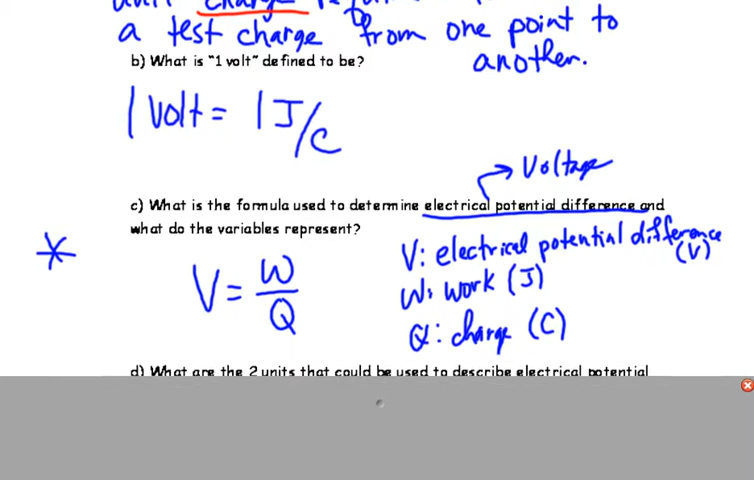 charge
a test charge to from one point to
another.
b) What is "1 volt" defined to be?
1 Volt = 1 J/C
Voltage
c) What is the formula used to determine electrical potential difference and
what do the variables represent?
V: electrical potential difference
(V)
W: work (J)
V = W/Q
Q: charge (C)
d) What are the 2 units that could be used to describe electrical potential